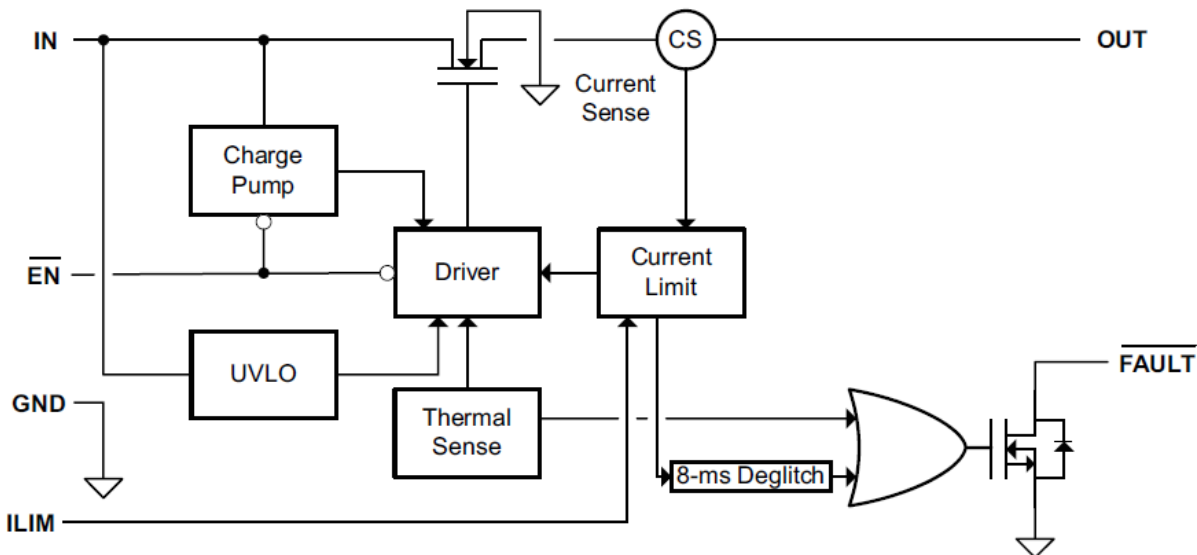 IN
CS
OUT
Current
Sense
Charge
Pump
EN
Driver
Current
Limit
UVLO
FAULT
GND
Thermal
Sense
8-ms Deglitch
ILIM